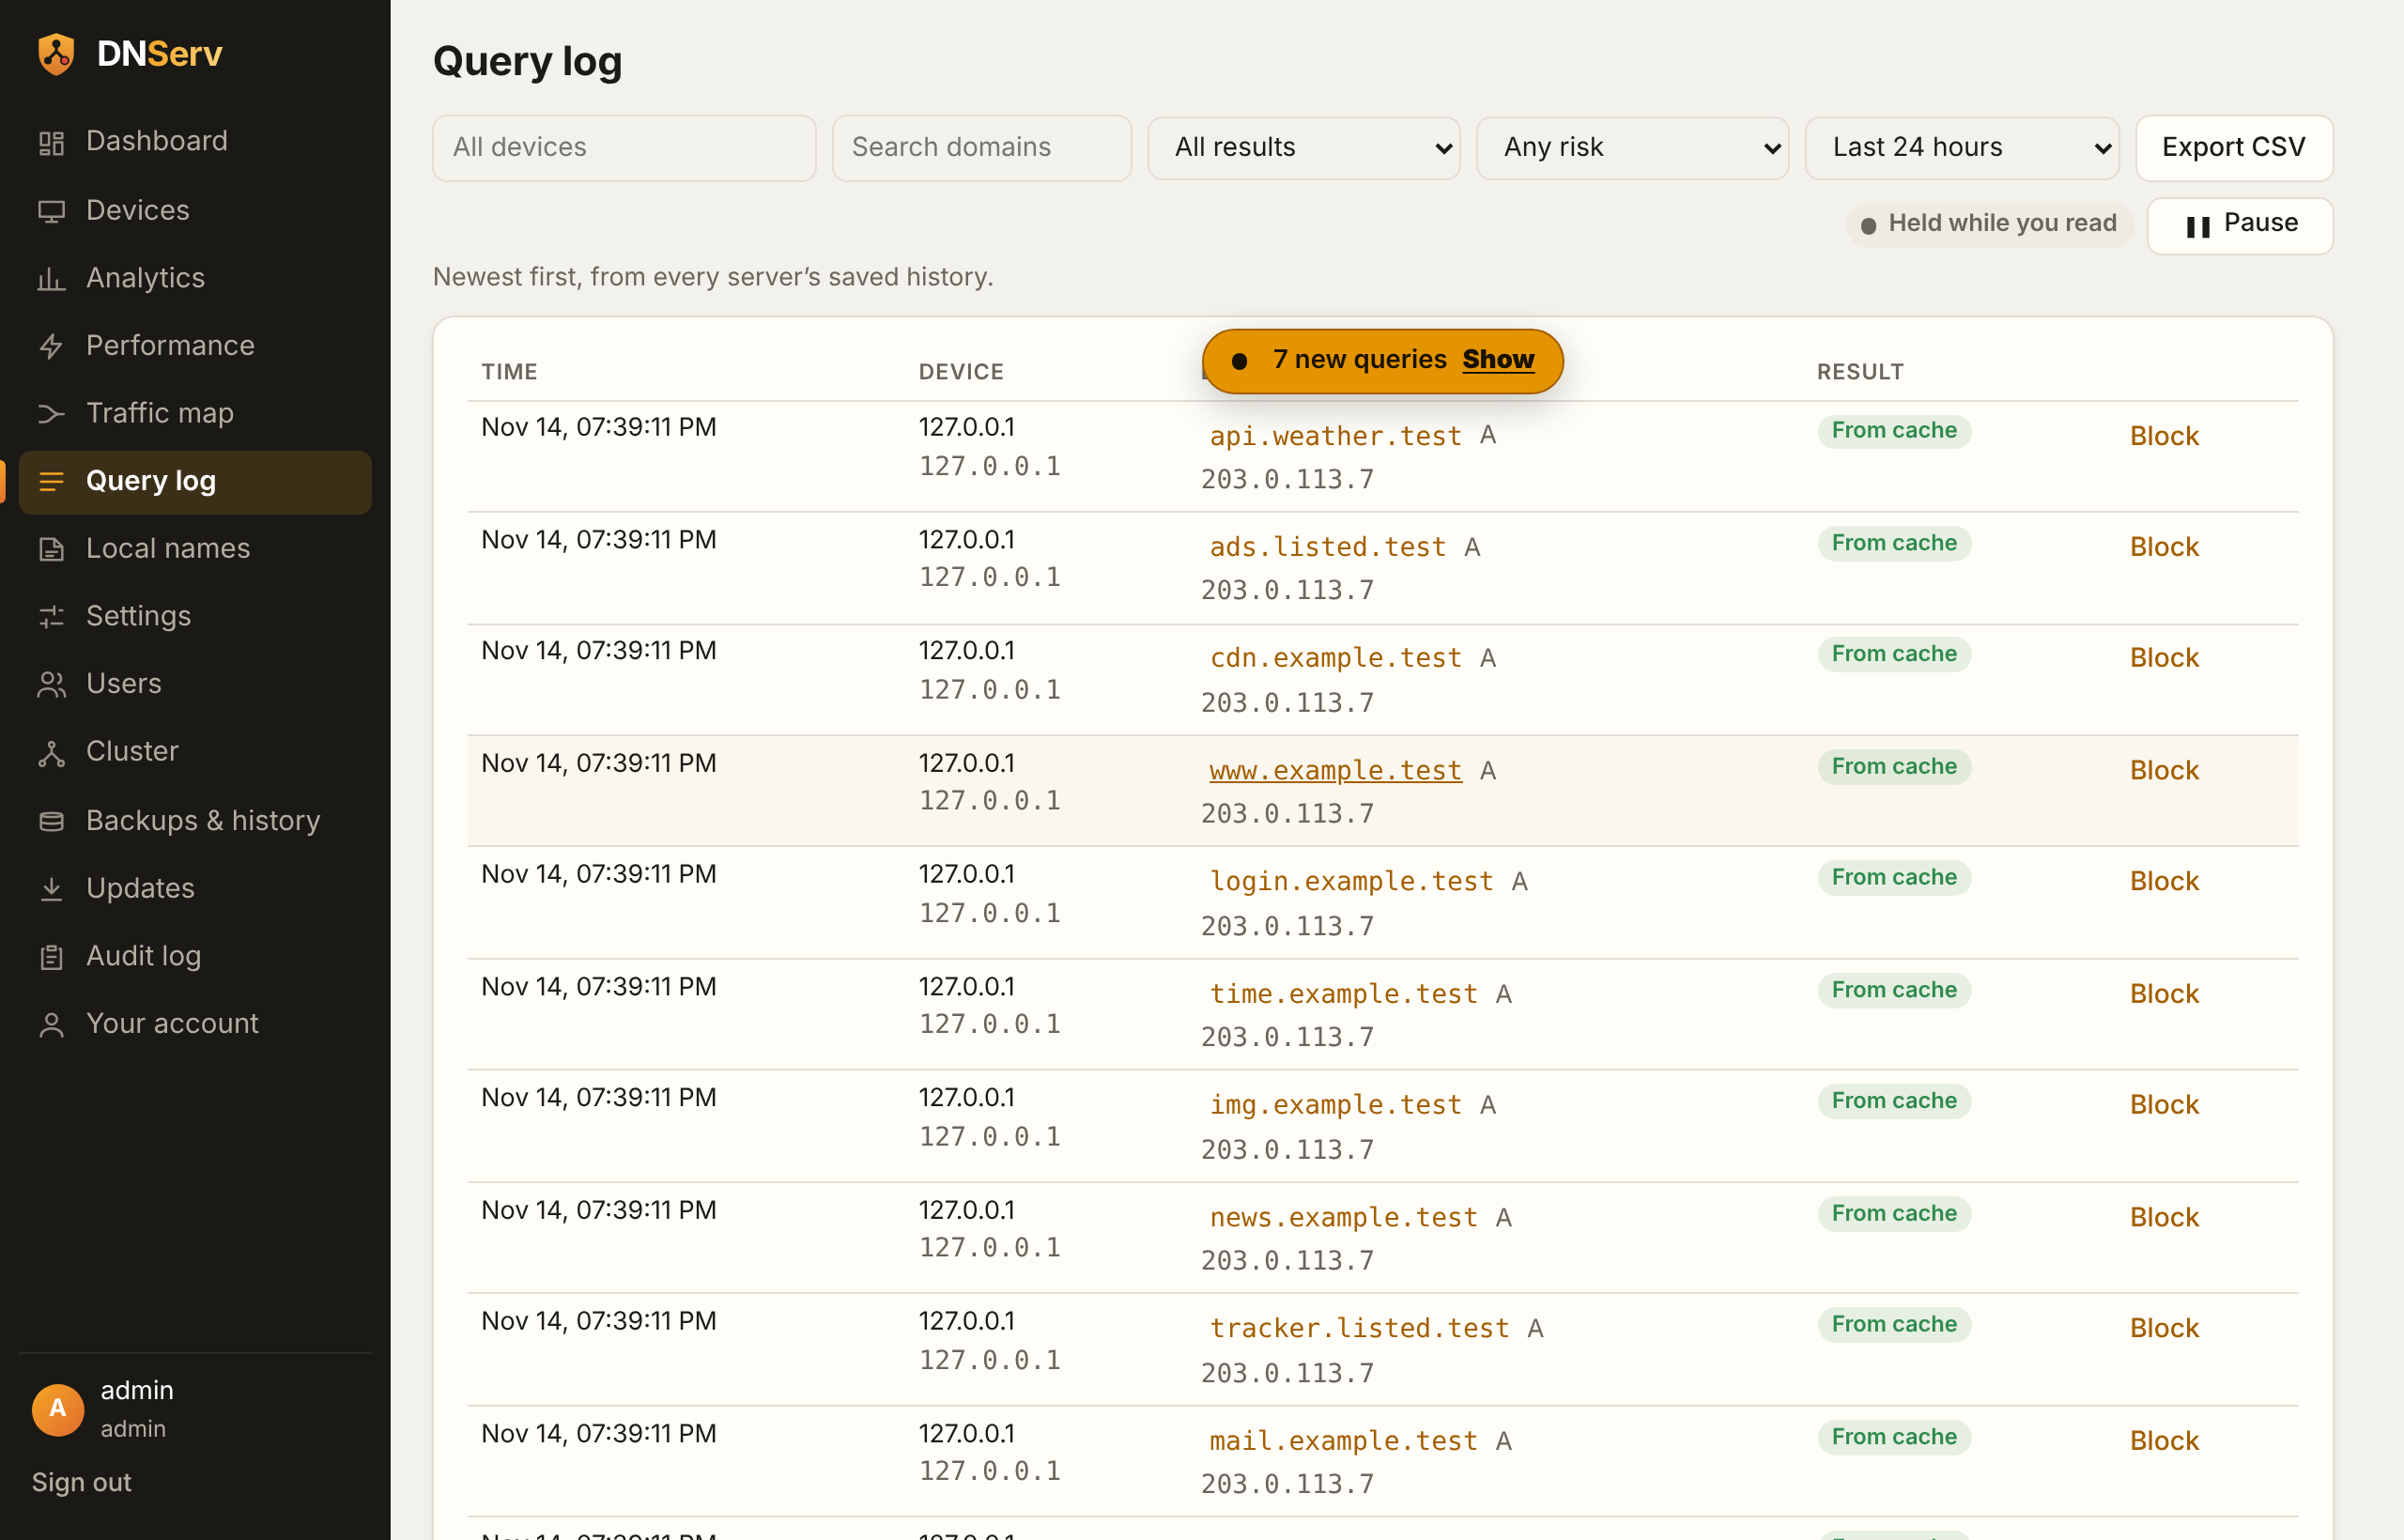 DNServ
Dashboard
Devices
Analytics
Performance
Traffic map
Query log
Local names
Settings
Users
Cluster
Backups & history
Updates
Audit log
Your account
A
admin
admin
Sign out
Query log
All devices Search domains All results Any risk Last 24 hours Export CSV
Held while you read Pause
Newest first, from every server’s saved history.
7 new queries Show
TIME DEVICE RESULT
Nov 14, 07:39:11 PM 127.0.0.1 api.weather.test A From cache Block
127.0.0.1 203.0.113.7
Nov 14, 07:39:11 PM 127.0.0.1 ads.listed.test A From cache Block
127.0.0.1 203.0.113.7
Nov 14, 07:39:11 PM 127.0.0.1 cdn.example.test A From cache Block
127.0.0.1 203.0.113.7
Nov 14, 07:39:11 PM 127.0.0.1 www.example.test A From cache Block
127.0.0.1 203.0.113.7
Nov 14, 07:39:11 PM 127.0.0.1 login.example.test A From cache Block
127.0.0.1 203.0.113.7
Nov 14, 07:39:11 PM 127.0.0.1 time.example.test A From cache Block
127.0.0.1 203.0.113.7
Nov 14, 07:39:11 PM 127.0.0.1 img.example.test A From cache Block
127.0.0.1 203.0.113.7
Nov 14, 07:39:11 PM 127.0.0.1 news.example.test A From cache Block
127.0.0.1 203.0.113.7
Nov 14, 07:39:11 PM 127.0.0.1 tracker.listed.test A From cache Block
127.0.0.1 203.0.113.7
Nov 14, 07:39:11 PM 127.0.0.1 mail.example.test A From cache Block
127.0.0.1 203.0.113.7